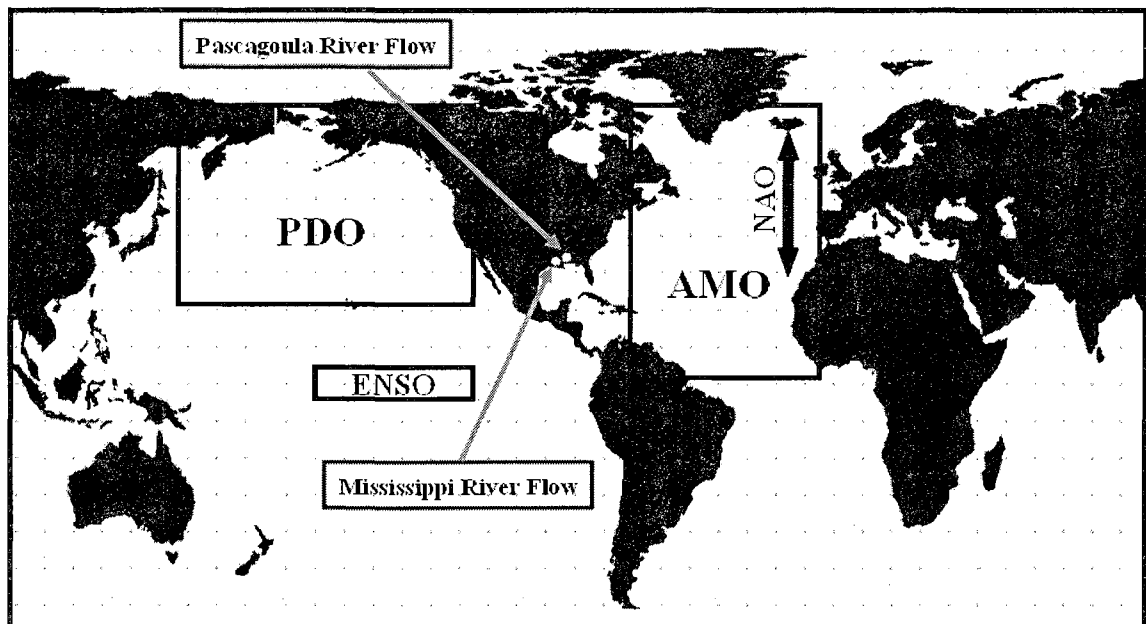 Pascagoula River Flow
PDO
NAO
AMO
ENSO
Mississippi River Flow